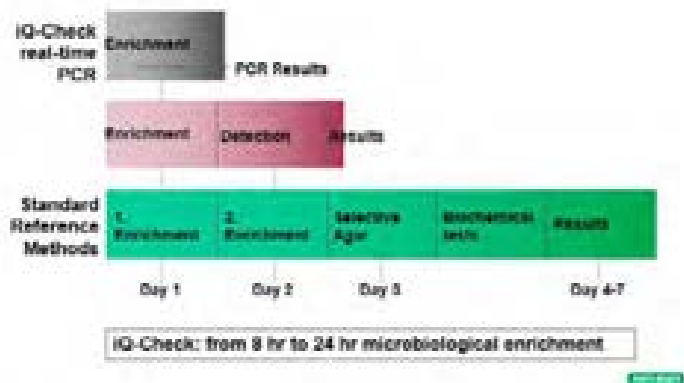 iQ-Check
real-time
PCR
Enrichment
PCR Results
Enrichment Detection Results
Standard
Reference
Methods
1.
Enrichment
2.
Enrichment
Selective
Agar
Biochemical
tests
Results
Day 1 Day 2 Day 3 Day 4-7
iQ-Check: from 8 hr to 24 hr microbiological enrichment